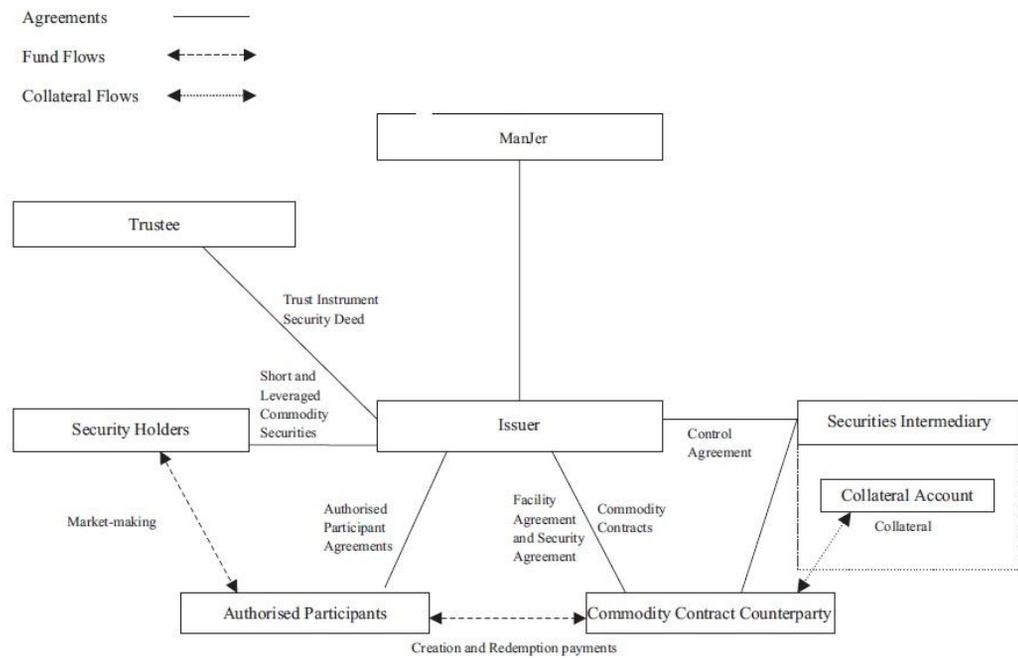 Agreements
Fund Flows
Collateral Flows
ManJer
Trustee
Trust Instrument
Security Deed
Short and
Leveraged
Commodity
Securities
Security Holders
Issuer
Control
Agreement
Securities Intermediary
Collateral Account
Collateral
Market-making
Authorised
Participant
Agreements
Facility
Agreement
and Security
Agreement
Commodity
Contracts
Authorised Participants
Commodity Contract Counterparty
Creation and Redemption payments